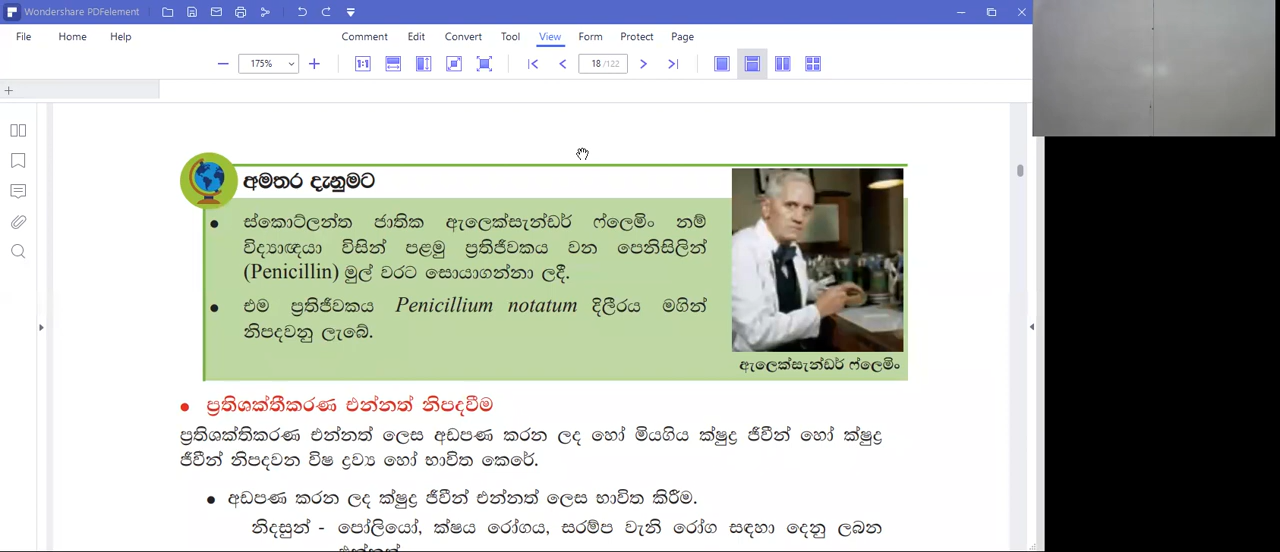 Wondershare PDFelement
File Home Help Comment Edit Convert Tool View Form Protect Page
175% 1:1 18 /122
අමතර දැනුමට
ස්කොට්ලන්ත ජාතික ඇලෙක්සැන්ඩර් ෆ්ලෙමිං නම්
විද්‍යාඥයා විසින් පළමු ප්‍රතිජීවකය වන පෙනිසිලින්
(Penicillin) මුල් වරට සොයාගන්නා ලදී.
එම ප්‍රතිජීවකය Penicillium notatum දිලීරය මගින්
නිපදවනු ලැබේ.
ඇලෙක්සැන්ඩර් ෆ්ලෙමිං
ප්‍රතිශක්තීකරණ එන්නත් නිපදවීම
ප්‍රතිශක්තිකරණ එන්නත් ලෙස අඩපණ කරන ලද හෝ මියගිය ක්ෂුද්‍ර ජීවීන් හෝ ක්ෂුද්‍ර
ජීවීන් නිපදවන විෂ ද්‍රව්‍ය හෝ භාවිත කෙරේ.
අඩපණ කරන ලද ක්ෂුද්‍ර ජීවීන් එන්නත් ලෙස භාවිත කිරීම.
නිදසුන් - පෝලියෝ, ක්ෂය රෝගය, සරම්ප වැනි රෝග සඳහා දෙනු ලබන